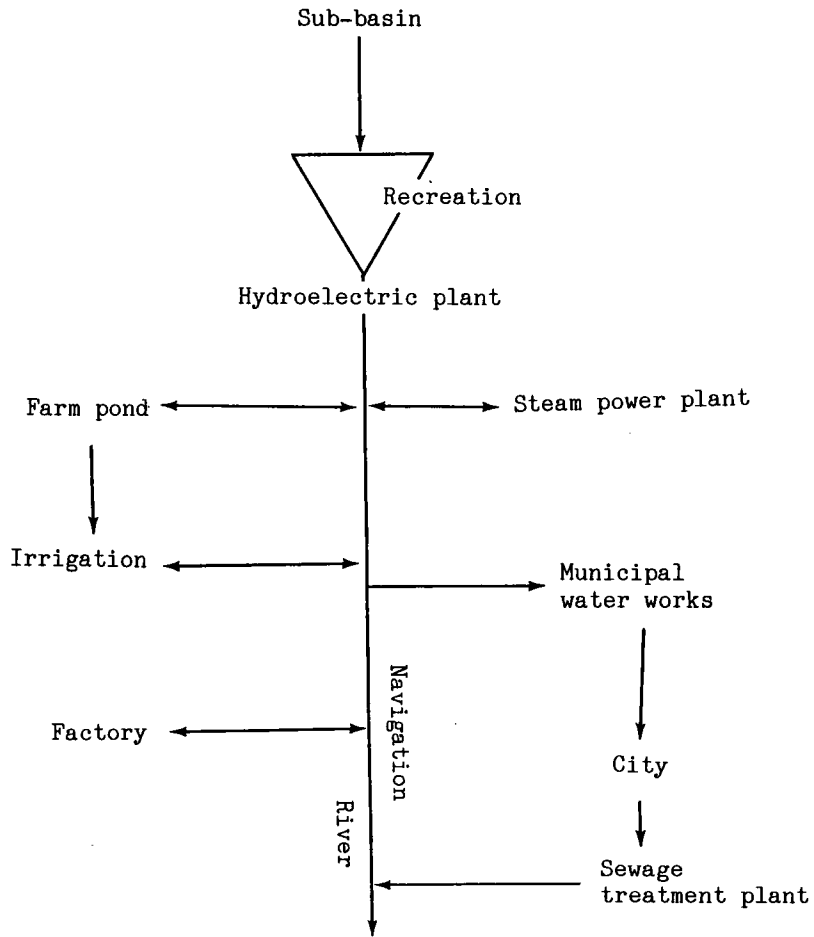 Sub-basin
Recreation
Hydroelectric plant
Farm pond
Steam power plant
Irrigation
Municipal
water works
Navigation
Factory
City
River
Sewage
treatment plant